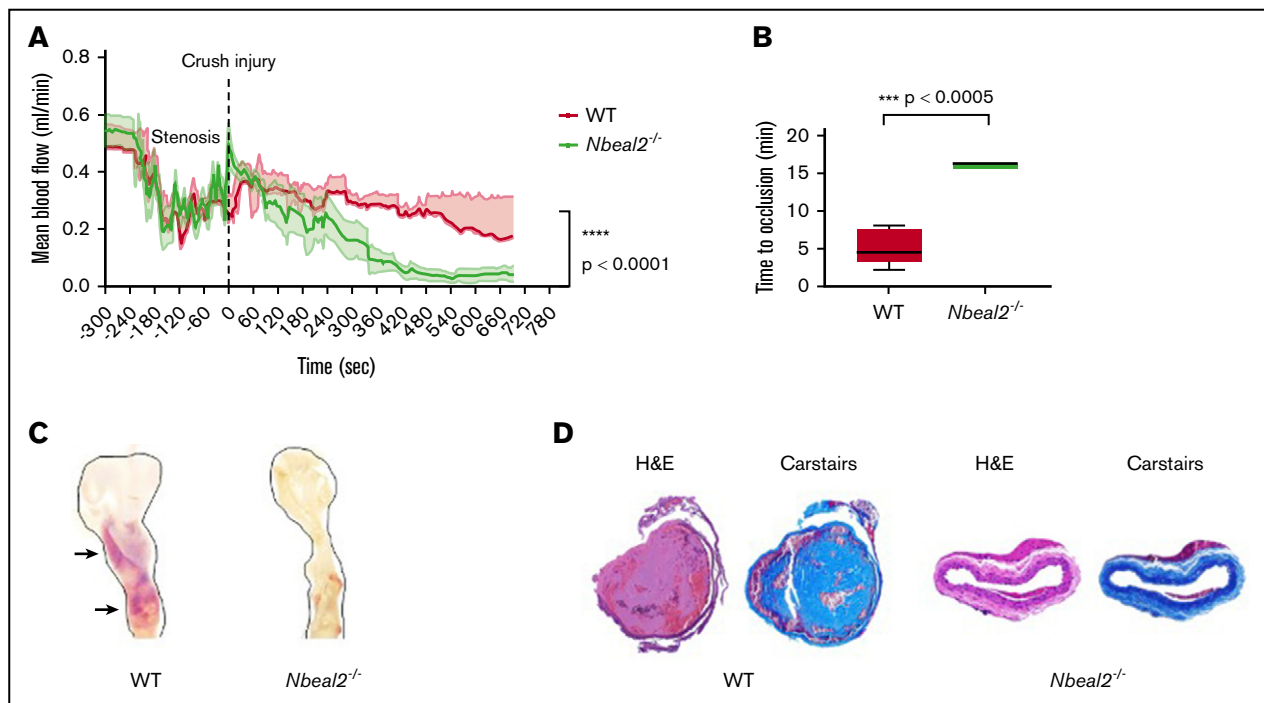 A
Mean blood flow (ml/min)
0.8
0.6
0.4
0.2
0.0
Crush injury
Stenosis
WT
Nbeal2-/-
****
p < 0.0001
-300 -240 -180 -120 -60 0 60 120 180 240 300 360 420 480 540 600 660 720 780
Time (sec)
B
*** p < 0.0005
Time to occlusion (min)
20
15
10
5
0
WT Nbeal2-/-
C
WT Nbeal2-/-
D
H&E Carstairs H&E Carstairs
WT Nbeal2-/-